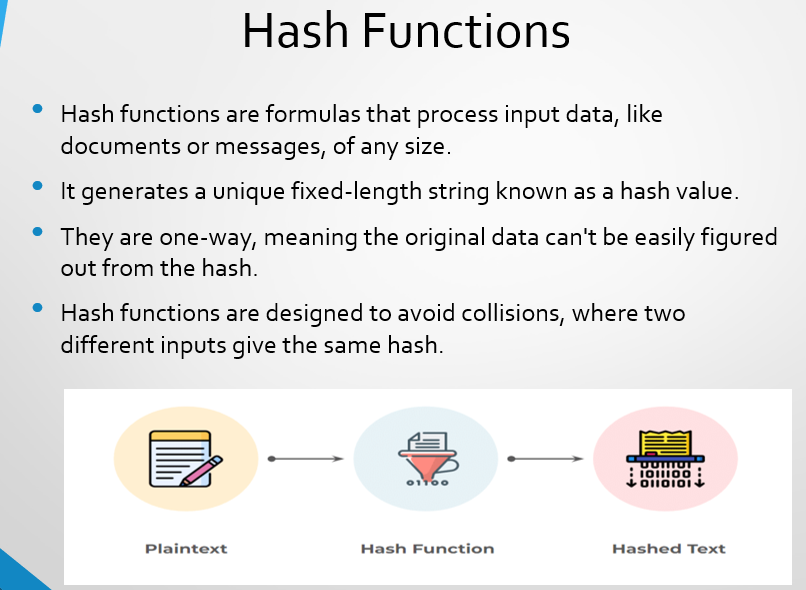 Hash Functions
Hash functions are formulas that process input data, like
documents or messages, of any size.
It generates a unique fixed-length string known as a hash value.
They are one-way, meaning the original data can't be easily figured
out from the hash.
Hash functions are designed to avoid collisions, where two
different inputs give the same hash.
01100
Plaintext
Hash Function
Hashed Text